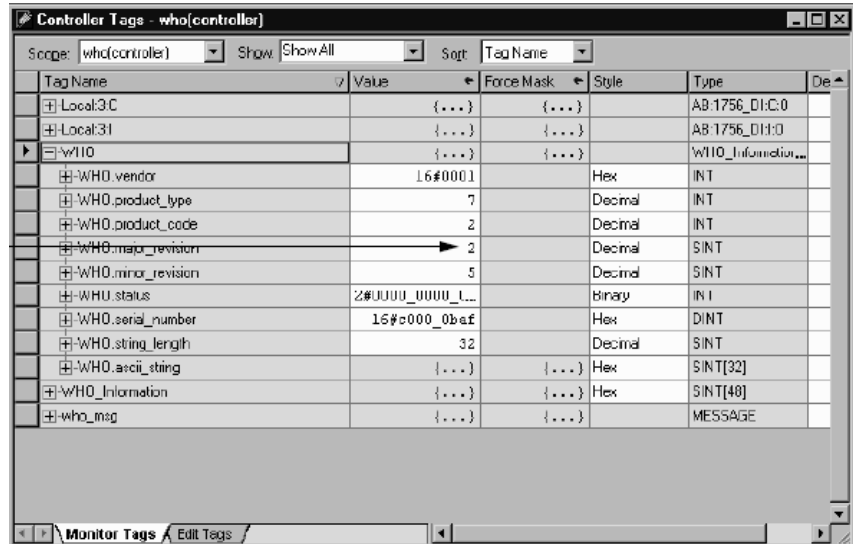 Controller Tags - who(controller)
Scope: who(controller) Show: Show All Sort: Tag Name
Tag Name Value Force Mask Style Type De
Local:3:C {...} {...} AB:1756_DI:C:0
Local:3:I {...} {...} AB:1756_DI:I:0
WHO {...} {...} WHO_Information...
WHO.vendor 16#0001 Hex INT
WHO.product_type 7 Decimal INT
WHO.product_code 2 Decimal INT
WHO.major_revision 2 Decimal SINT
WHO.minor_revision 5 Decimal SINT
WHO.status 2#0000_0000_0... Binary INT
WHO.serial_number 16#c000_0baf Hex DINT
WHO.string_length 32 Decimal SINT
WHO.ascii_string {...} {...} Hex SINT[32]
WHO_Information {...} {...} Hex SINT[48]
who_msg {...} {...} MESSAGE
Monitor Tags Edit Tags